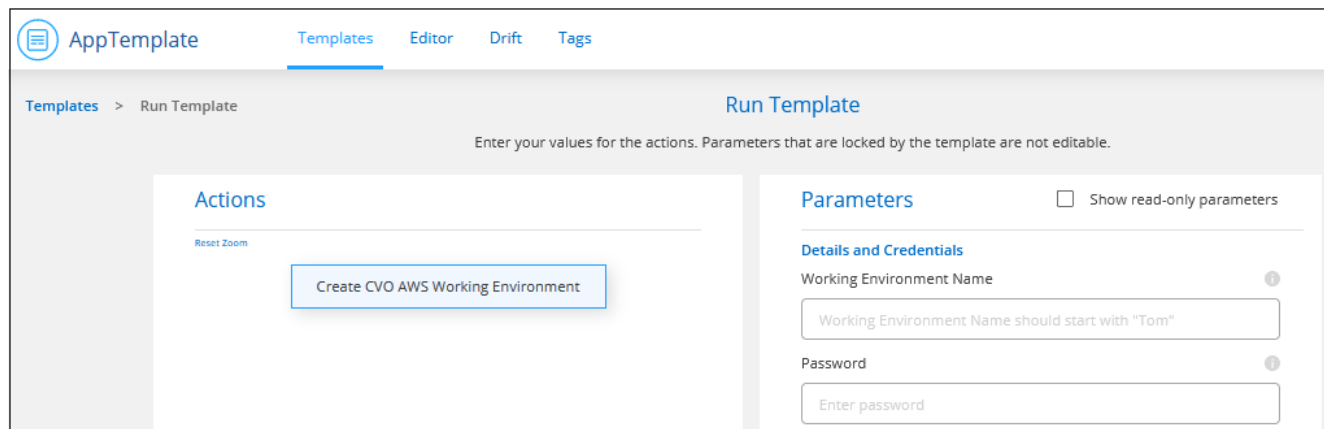 AppTemplate
Templates Editor Drift Tags
Templates > Run Template
Run Template
Enter your values for the actions. Parameters that are locked by the template are not editable.
Actions
Reset Zoom
Create CVO AWS Working Environment
Parameters
Show read-only parameters
Details and Credentials
Working Environment Name
Working Environment Name should start with "Tom"
Password
Enter password